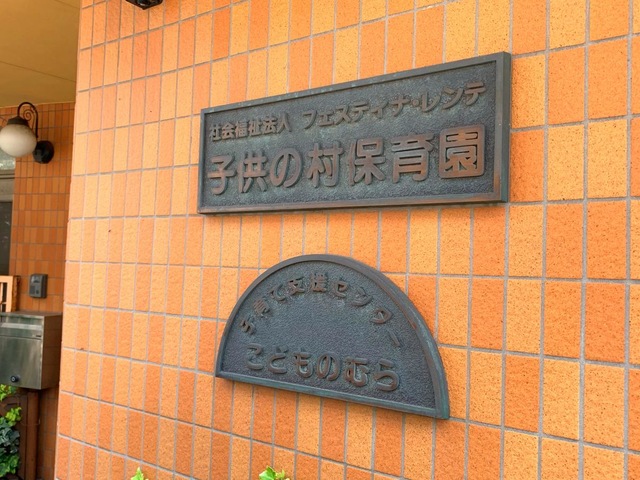 社会福祉法人 フェスティナ・レンテ
子供の村保育園
子育て支援センター
こどものむら